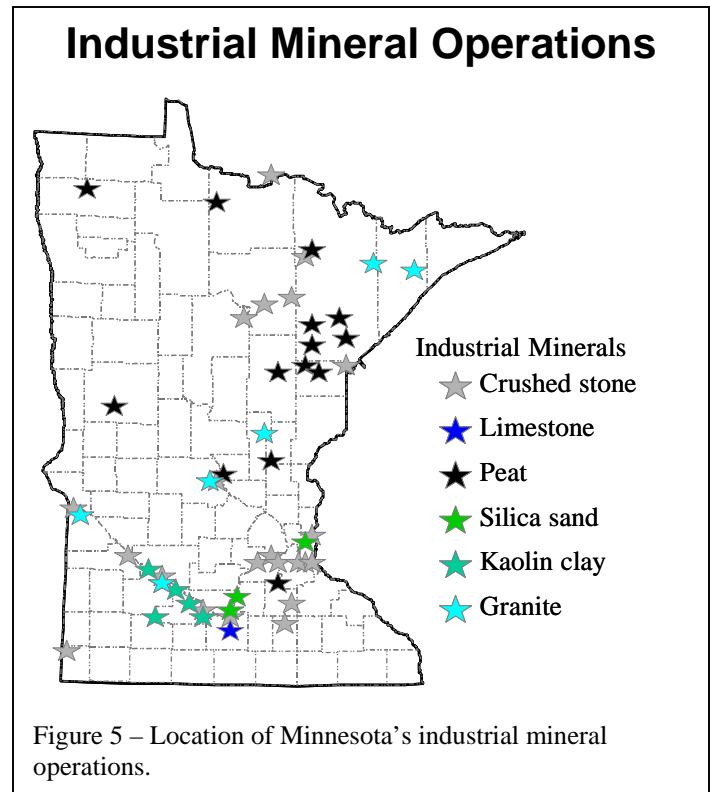 Industrial Mineral Operations
Industrial Minerals
Crushed stone
Limestone
Peat
Silica sand
Kaolin clay
Granite
Figure 5 – Location of Minnesota’s industrial mineral
operations.